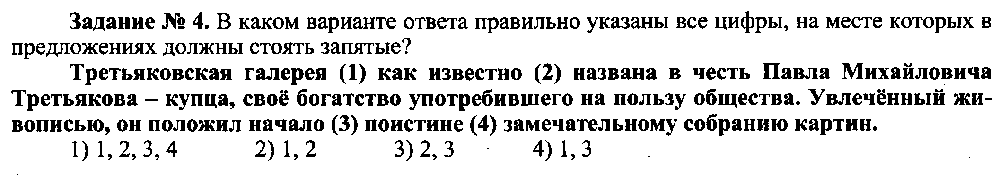 Задание № 4. В каком варианте ответа правильно указаны все цифры, на месте которых в
предложениях должны стоять запятые?
Третьяковская галерея (1) как известно (2) названа в честь Павла Михайловича
Третьякова – купца, своё богатство употребившего на пользу общества. Увлечённый жи-
вописью, он положил начало (3) поистине (4) замечательному собранию картин.
1) 1, 2, 3, 4 2) 1, 2 3) 2, 3 4) 1, 3